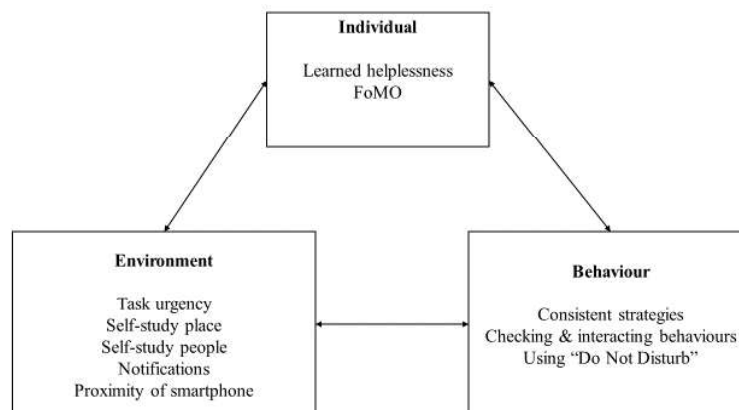 Individual
Learned helplessness
FoMO
Environment
Task urgency
Self-study place
Self-study people
Notifications
Proximity of smartphone
Behaviour
Consistent strategies
Checking & interacting behaviours
Using “Do Not Disturb”